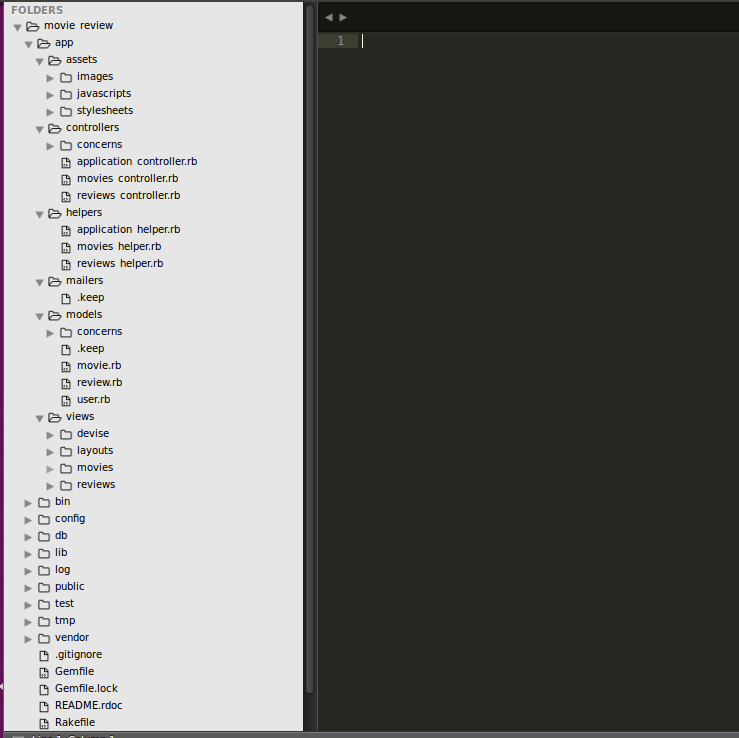 FOLDERS
movie review
app
assets
images
javascripts
stylesheets
controllers
concerns
application controller.rb
movies controller.rb
reviews controller.rb
helpers
application helper.rb
movies helper.rb
reviews helper.rb
mailers
.keep
models
concerns
.keep
movie.rb
review.rb
user.rb
views
devise
layouts
movies
reviews
bin
config
db
lib
log
public
test
tmp
vendor
.gitignore
Gemfile
Gemfile.lock
README.rdoc
Rakefile
1